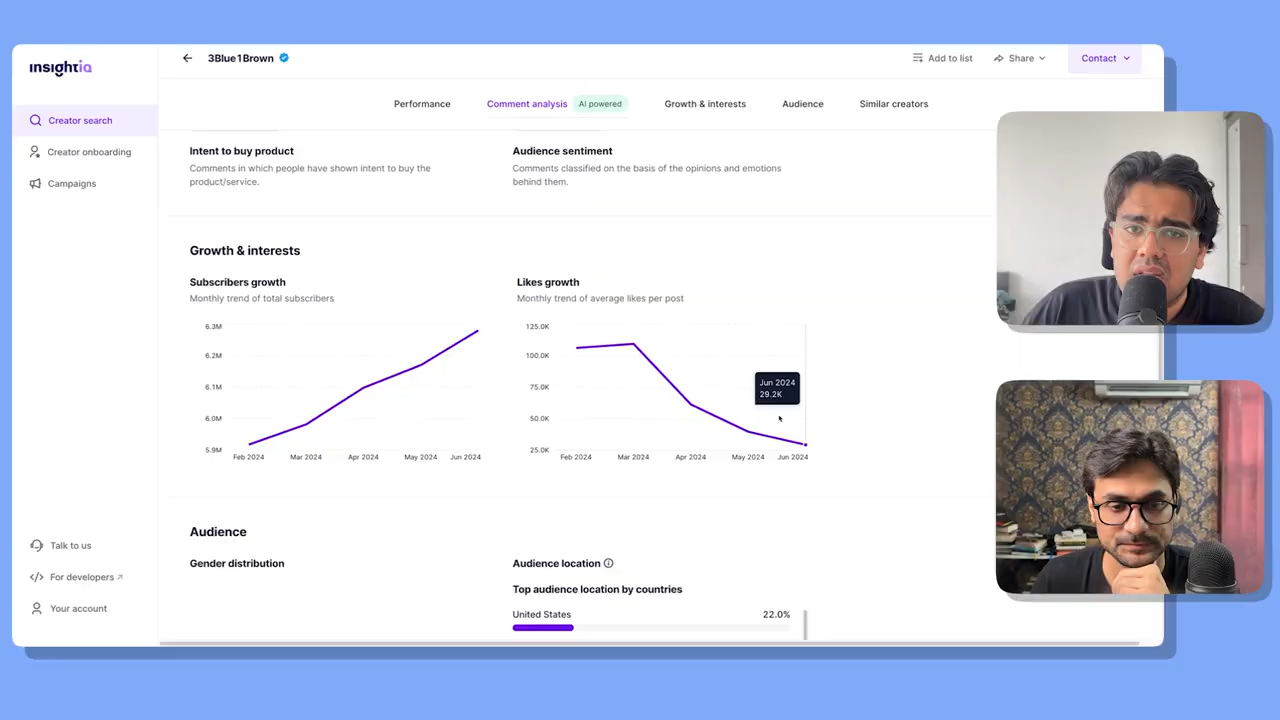 insightiq
3Blue1Brown
Add to list
Share
Contact
Creator search
Creator onboarding
Campaigns
Performance
Comment analysis
AI powered
Growth & interests
Audience
Similar creators
Intent to buy product
Comments in which people have shown intent to buy the
product/service.
Audience sentiment
Comments classified on the basis of the opinions and emotions
behind them.
Growth & interests
Subscribers growth
Monthly trend of total subscribers
6.3M
6.2M
6.1M
6.0M
5.9M
Feb 2024 Mar 2024 Apr 2024 May 2024 Jun 2024
Likes growth
Monthly trend of average likes per post
125.0K
100.0K
75.0K
50.0K
25.0K
Jun 2024
29.2K
Feb 2024 Mar 2024 Apr 2024 May 2024 Jun 2024
Audience
Gender distribution
Audience location
Top audience location by countries
United States 22.0%
Talk to us
For developers
Your account